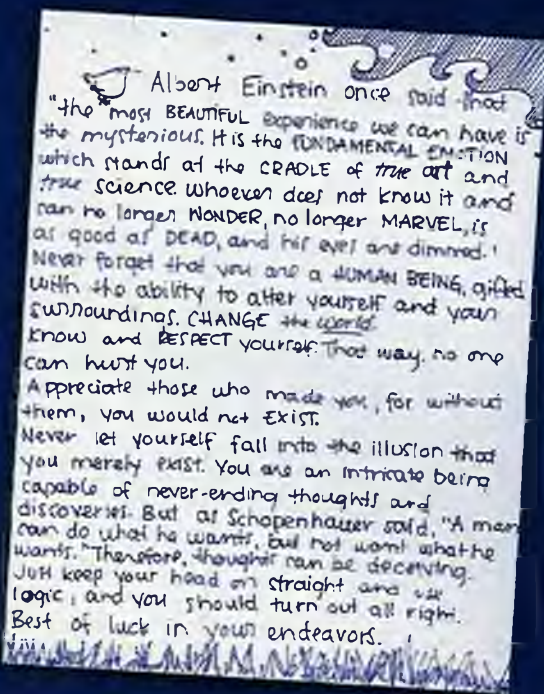 Albert Einstein once said that
"the most BEAUTIFUL experience we can have is
the mysterious. It is the FUNDAMENTAL EMOTION
which stands at the CRADLE of true art and
true science. Whoever does not know it and
can no longer WONDER, no longer MARVEL, is
as good as DEAD, and his eyes are dimmed."
Never forget that you are a HUMAN BEING, gifted
with the ability to alter yourself and your
surroundings. CHANGE the world.
Know and RESPECT yourself. That way, no one
can hurt you.
Appreciate those who made you, for without
them, you would not EXIST.
Never let yourself fall into the illusion that
you merely exist. You are an intricate being
capable of never-ending thoughts and
discoveries. But as Schopenhauer said, "A man
can do what he wants, but not want what he
wants." Therefore, thoughts can be deceiving.
Just keep your head on straight and use
logic, and you should turn out all right.
Best of luck in your endeavors.